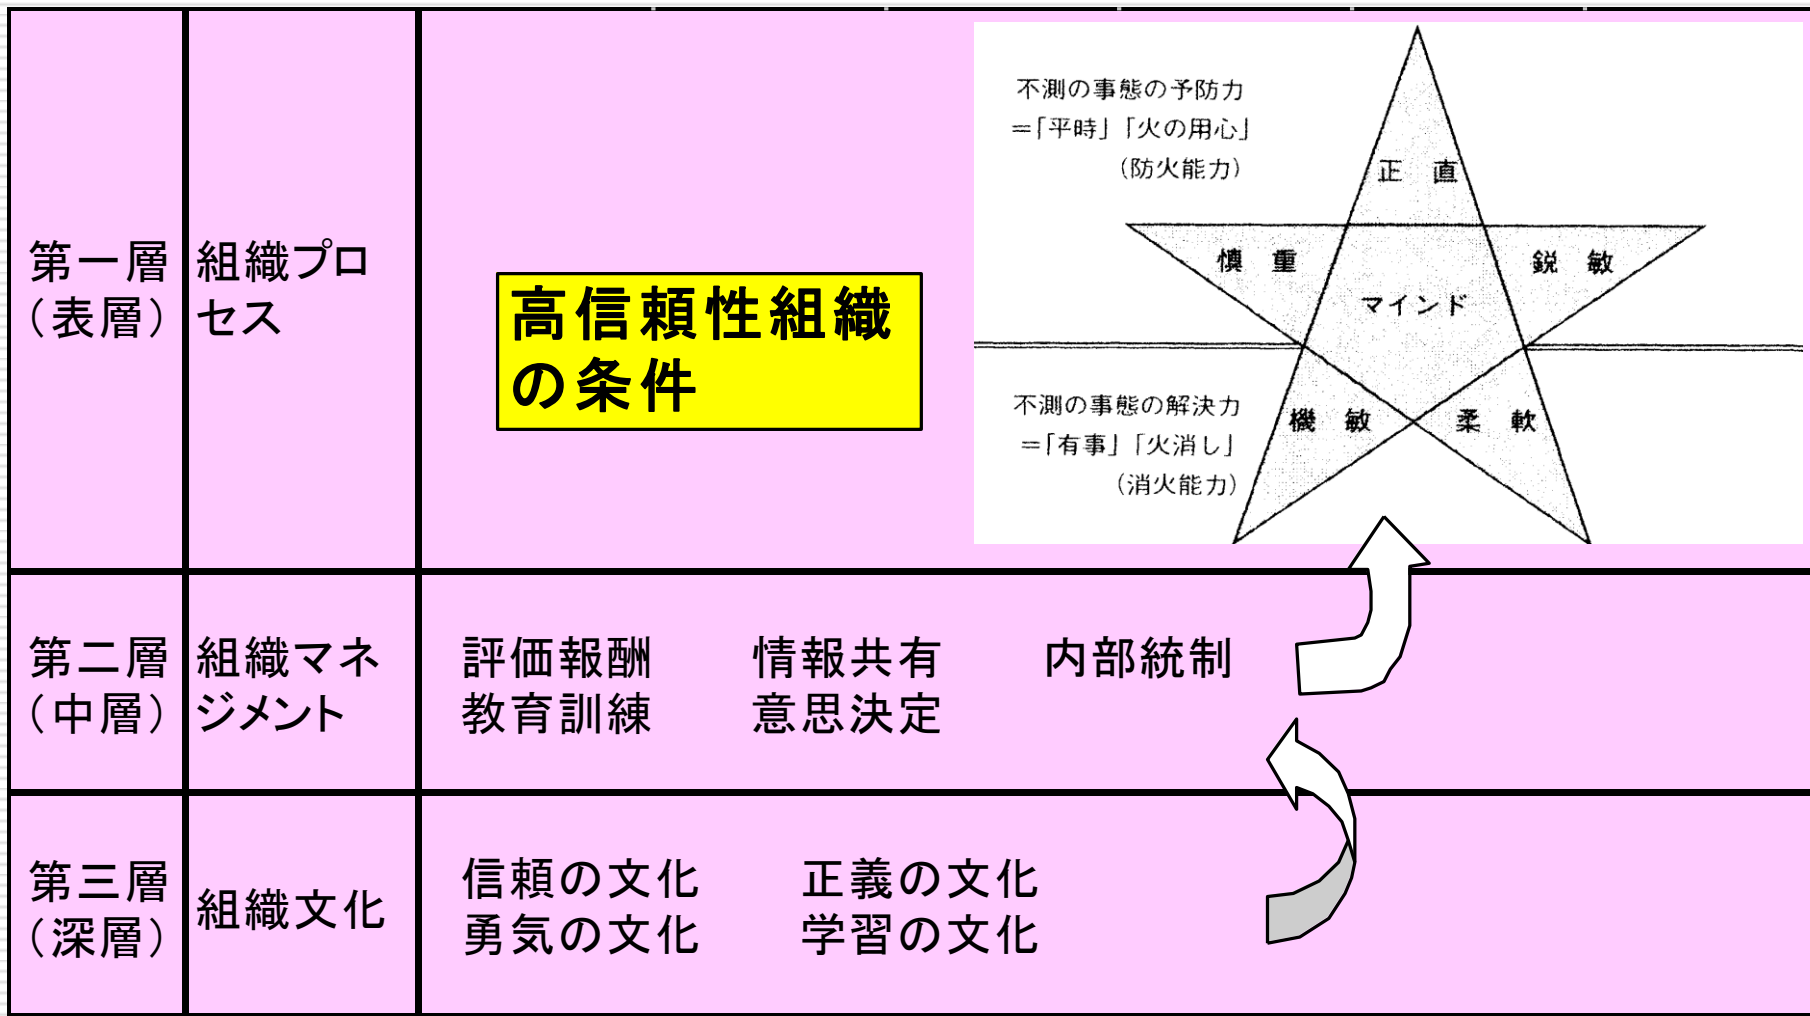 第一層
（表層）
組織プロ
セス
高信頼性組織
の条件
不測の事態の予防力
＝「平時」「火の用心」
（防火能力）
正 直
慎 重
鋭 敏
マインド
不測の事態の解決力
＝「有事」「火消し」
（消火能力）
機 敏
柔 軟
第二層
（中層）
組織マネ
ジメント
評価報酬 情報共有 内部統制
教育訓練 意思決定
第三層
（深層）
組織文化
信頼の文化 正義の文化
勇気の文化 学習の文化